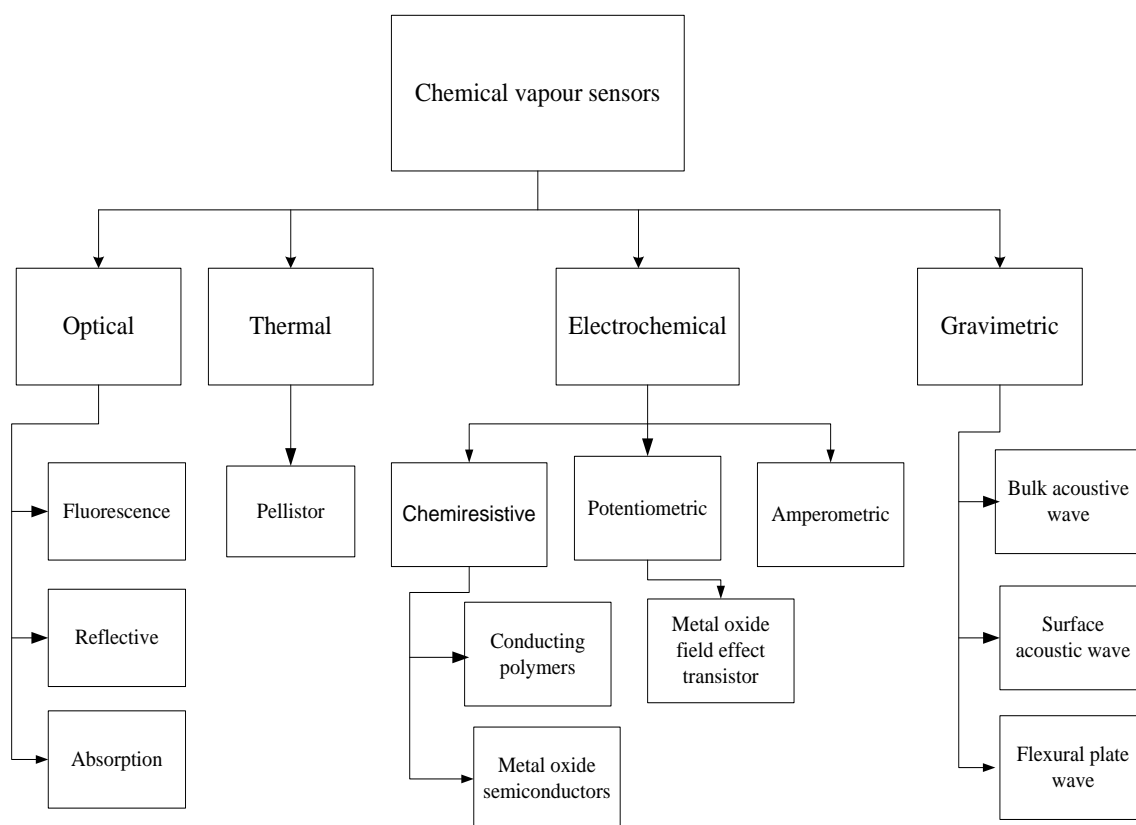 Chemical vapour sensors
Optical
Thermal
Electrochemical
Gravimetric
Fluorescence
Reflective
Absorption
Pellistor
Chemiresistive
Potentiometric
Amperometric
Conducting
polymers
Metal oxide
semiconductors
Metal oxide
field effect
transistor
Bulk acoustive
wave
Surface
acoustic wave
Flexural plate
wave